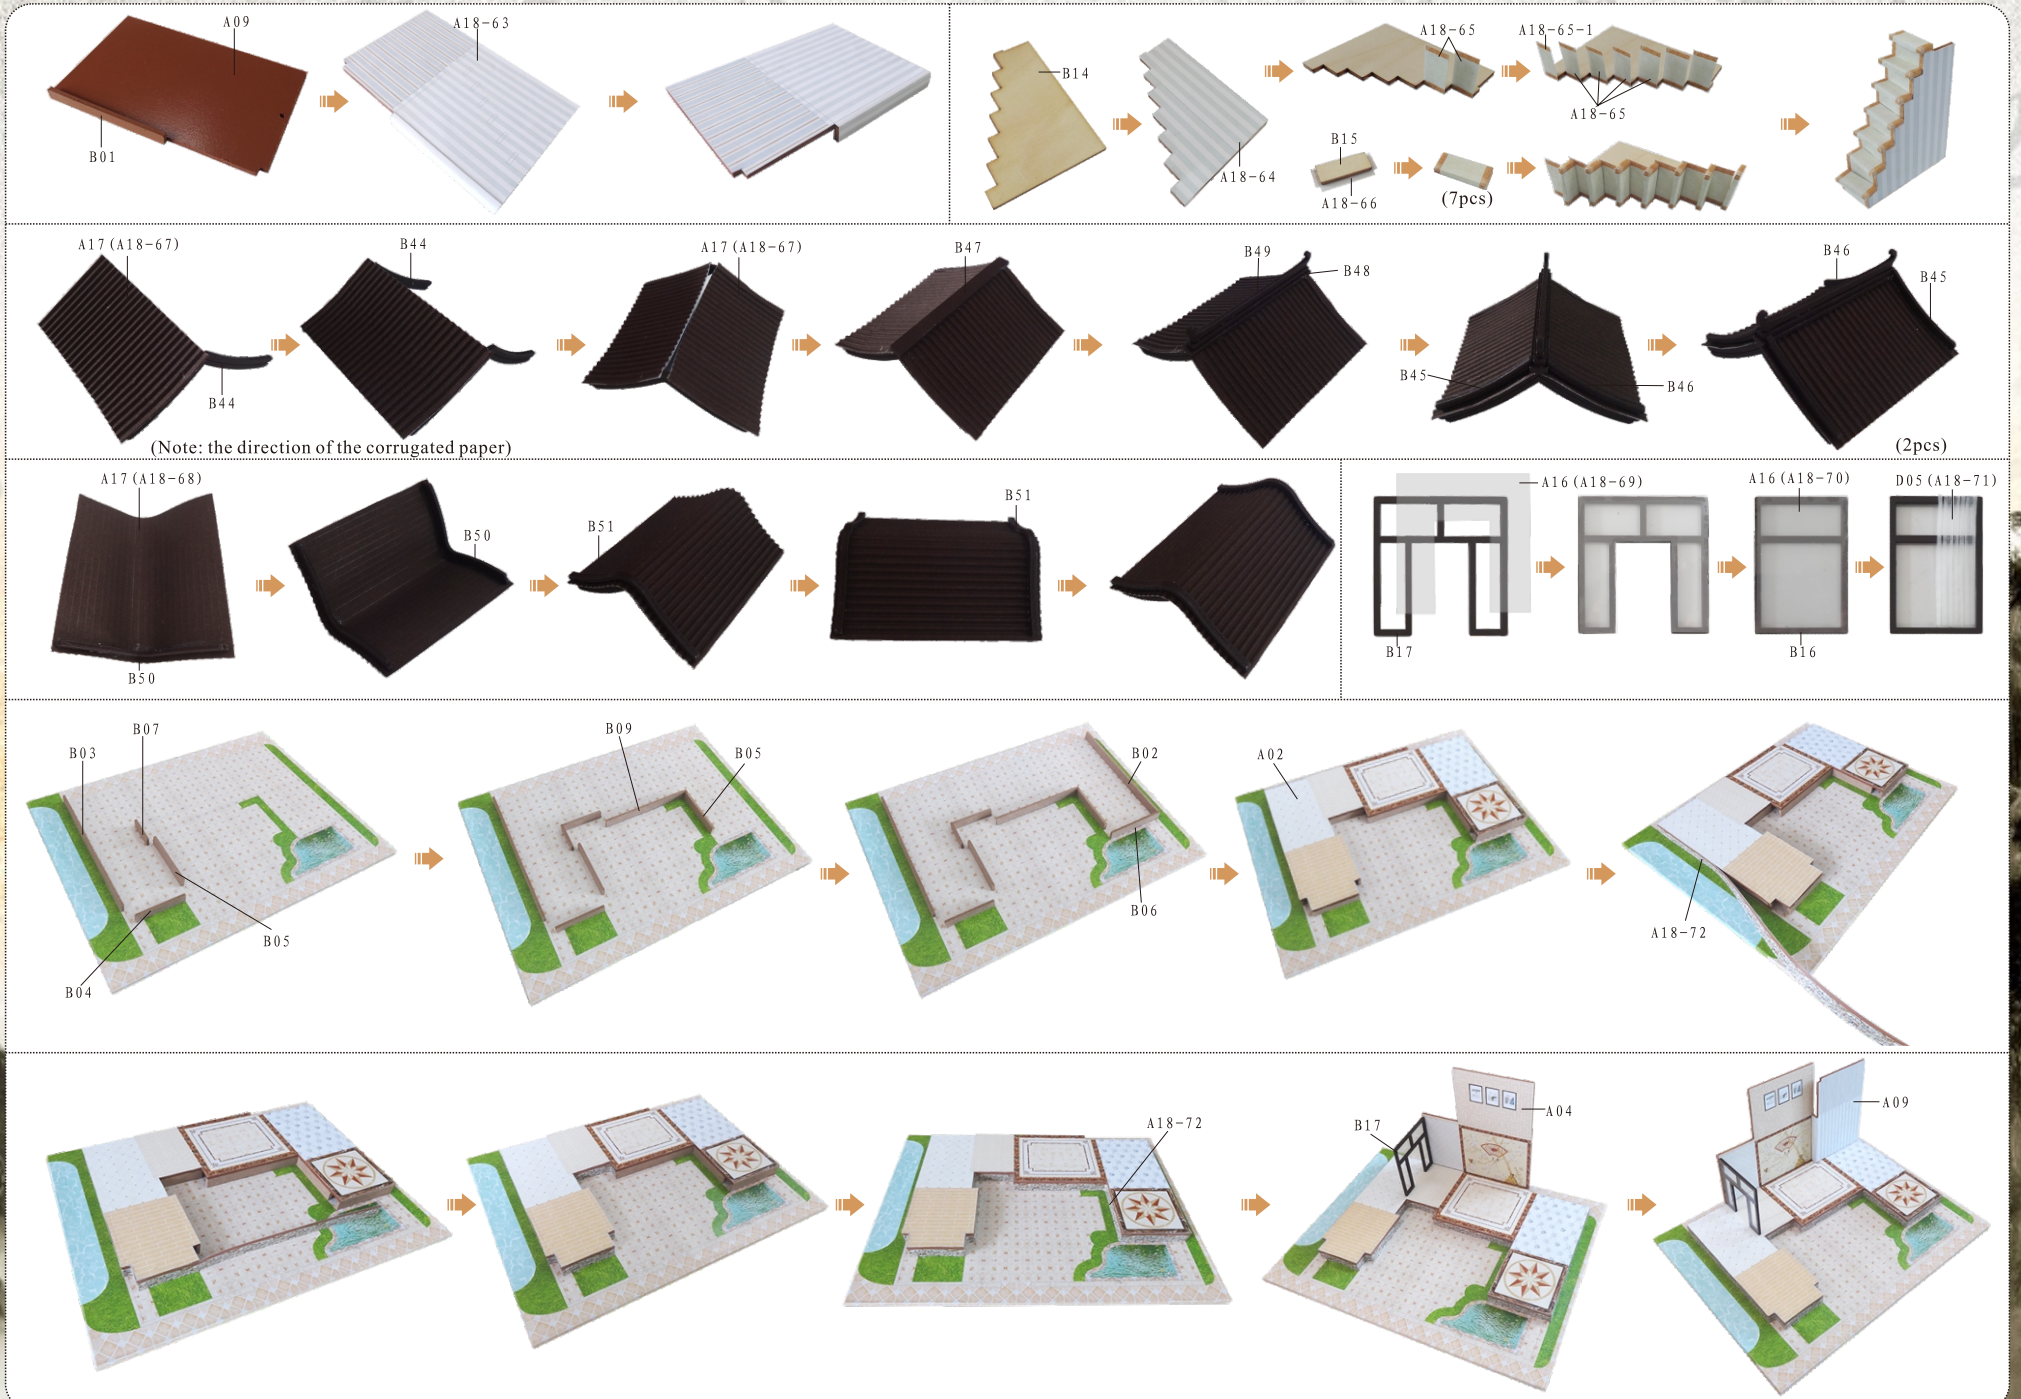 A09
B01
A18-63
B14
A18-64
A18-65
B15
A18-66
(7pcs)
A18-65-1
A18-65
A17(A18-67)
B44
B44
A17(A18-67)
B47
B49
B48
B45
B46
B46
B45
(Note: the direction of the corrugated paper)
(2pcs)
A17(A18-68)
B50
B50
B51
B51
A16(A18-69)
B17
A16(A18-70)
B16
D05(A18-71)
B03
B07
B04
B05
B09
B05
B02
B06
A02
A18-72
A18-72
B17
A04
A09